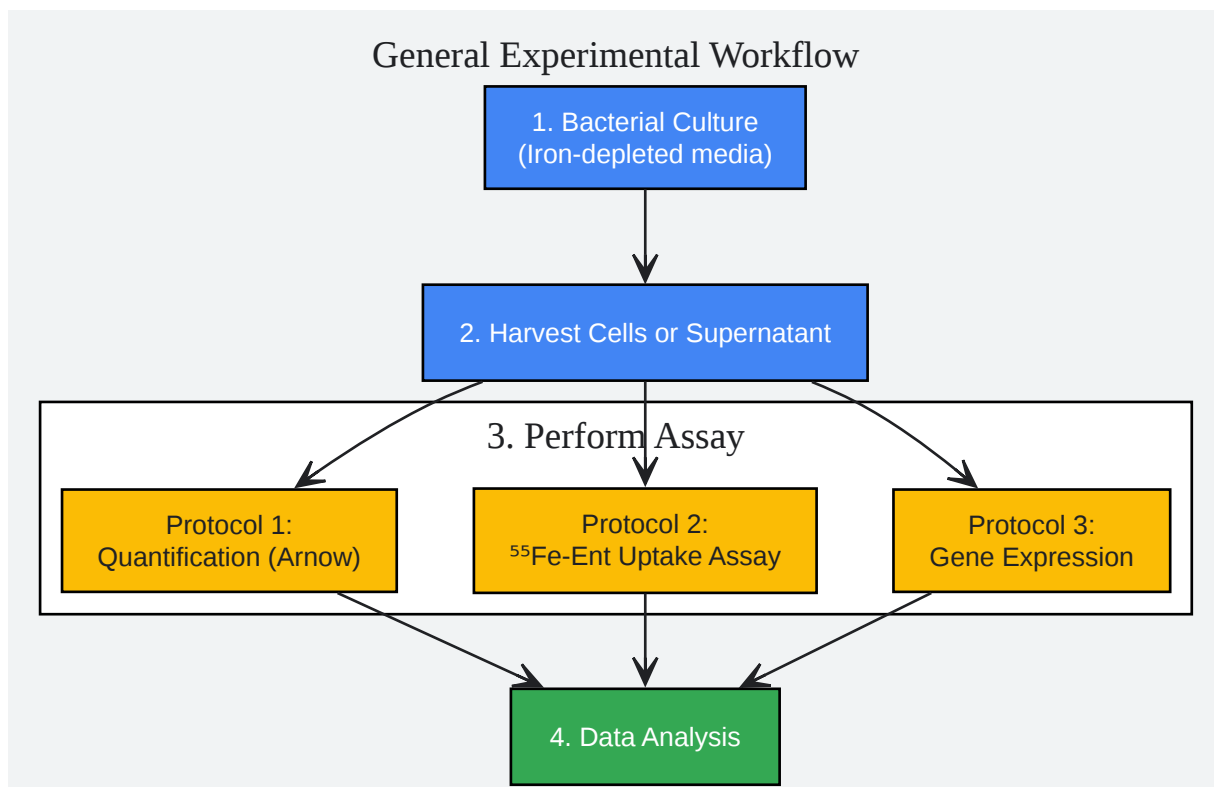 General Experimental Workflow
1. Bacterial Culture
(Iron-depleted media)
2. Harvest Cells or Supernatant
3. Perform Assay
Protocol 1:
Quantification (Arnow)
Protocol 2:
⁵⁵Fe-Ent Uptake Assay
Protocol 3:
Gene Expression
4. Data Analysis